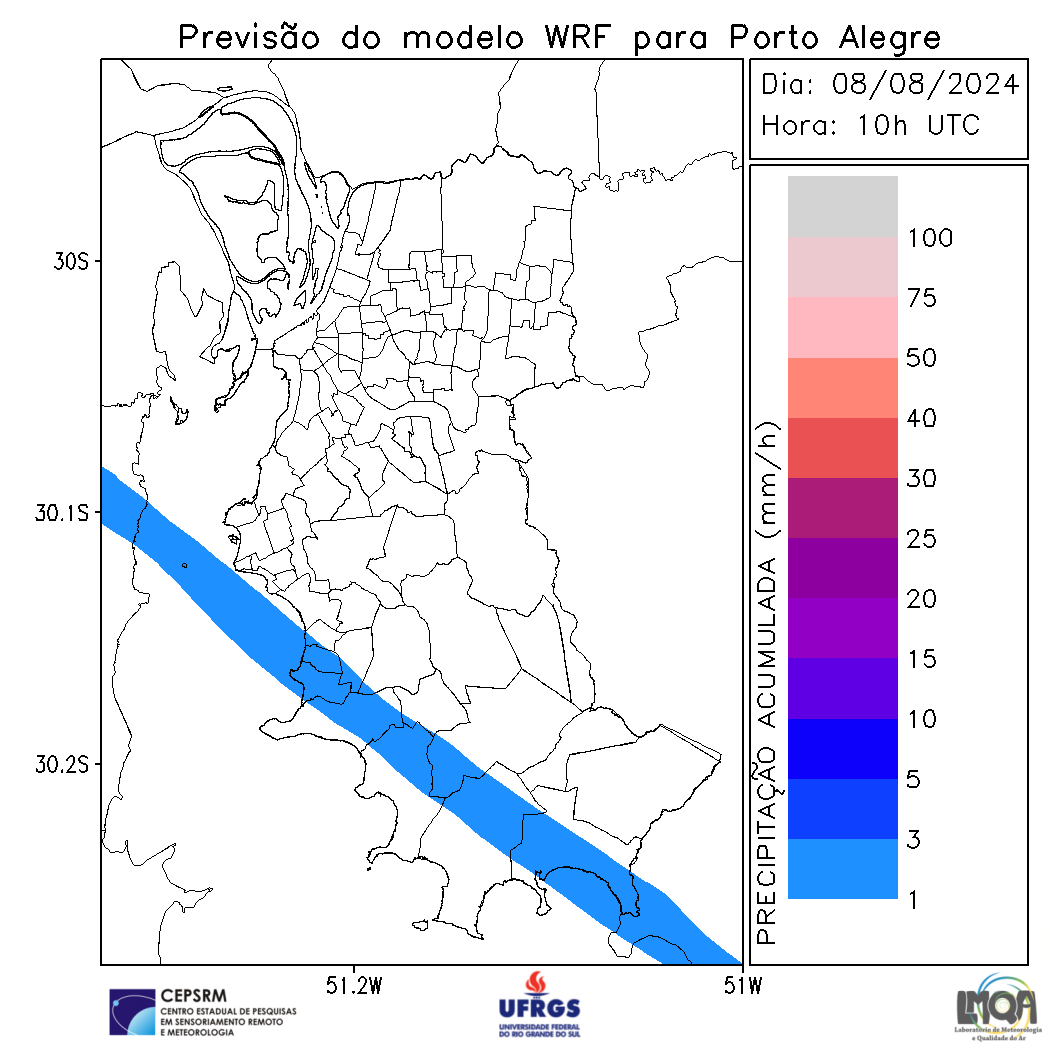 Previsão do modelo WRF para Porto Alegre
Dia: 08/08/2024
Hora: 10h UTC
30S
30.1S
30.2S
51.2W
51W
PRECIPITAÇÃO ACUMULADA (mm/h)
100
75
50
40
30
25
20
15
10
5
3
1
CEPSRM
CENTRO ESTADUAL DE PESQUISAS
EM SENSORIAMENTO REMOTO
E METEOROLOGIA
UFRGS
UNIVERSIDADE FEDERAL
DO RIO GRANDE DO SUL
LMQA
Laboratório de Meteorologia
e Qualidade do Ar